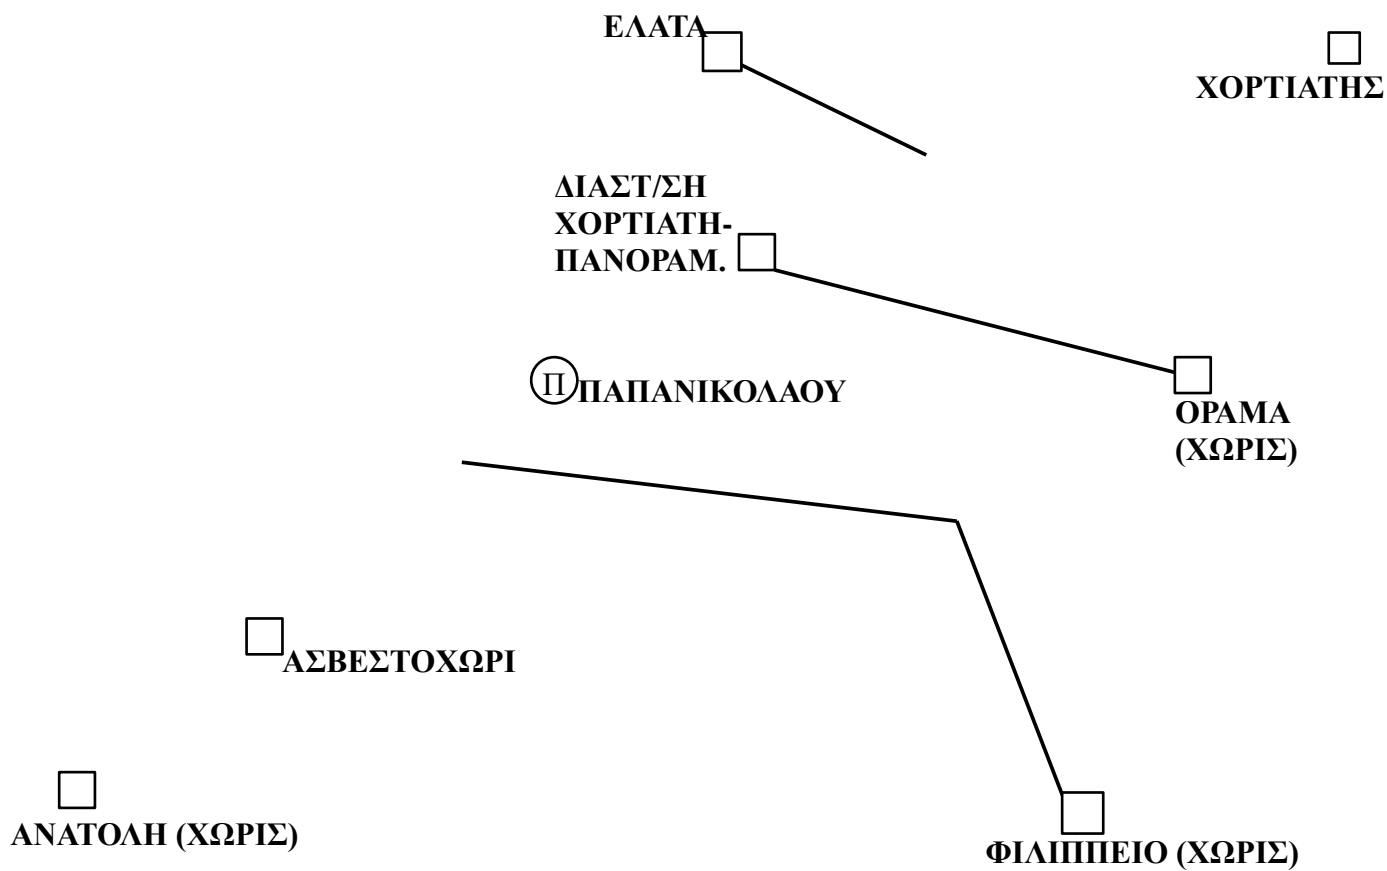 ΕΛΑΤΑ
ΧΟΡΤΙΑΤΗΣ
ΔΙΑΣΤ/ΣΗ
ΧΟΡΤΙΑΤΗ-
ΠΑΝΟΡΑΜ.
Π ΠΑΠΑΝΙΚΟΛΑΟΥ
ΟΡΑΜΑ
(ΧΩΡΙΣ)
ΑΣΒΕΣΤΟΧΩΡΙ
ΑΝΑΤΟΛΗ (ΧΩΡΙΣ)
ΦΙΛΙΠΠΕΙΟ (ΧΩΡΙΣ)